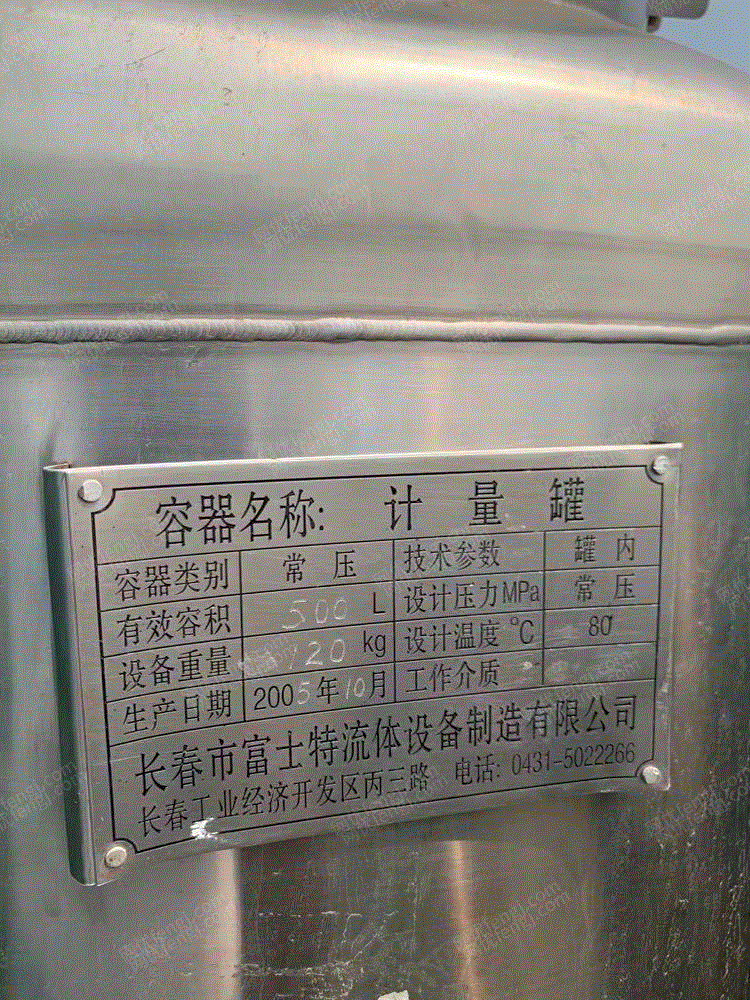 容器名称: 计量罐
容器类别 常压 技术参数 罐内
有效容积 500 L 设计压力MPa 常压
设备重量 120 kg 设计温度℃ 80
生产日期 2005年10月 工作介质
长春市富士特流体设备制造有限公司
长春工业经济开发区丙三路 电话: 0431-5022266